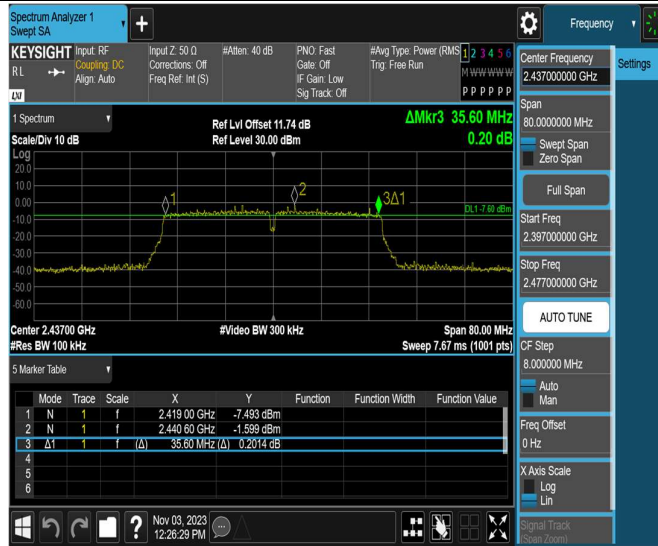 Spectrum Analyzer 1
Swept SA
Frequency
KEYSIGHT
RL
LXI
Input: RF
Coupling: DC
Align: Auto
Input Z: 50 Ω
Corrections: Off
Freq Ref: Int (S)
#Atten: 40 dB
PNO: Fast
Gate: Off
IF Gain: Low
Sig Track: Off
#Avg Type: Power (RMS
Trig: Free Run
1 2 3 4 5 6
M W W W W W
P P P P P P
Center Frequency
2.437000000 GHz
Settings
Span
80.0000000 MHz
Swept Span
Zero Span
Full Span
Start Freq
2.397000000 GHz
Stop Freq
2.477000000 GHz
AUTO TUNE
CF Step
8.000000 MHz
Auto
Man
Freq Offset
0 Hz
X Axis Scale
Log
Lin
Signal Track
(Span Zoom)
1 Spectrum
Scale/Div 10 dB
Ref Lvl Offset 11.74 dB
Ref Level 30.00 dBm
ΔMkr3 35.60 MHz
0.20 dB
Log
20.0
10.0
0.00
-10.0
-20.0
-30.0
-40.0
-50.0
-60.0
1
2
3Δ1
DL1 -7.60 dBm
Center 2.43700 GHz
#Video BW 300 kHz
Span 80.00 MHz
#Res BW 100 kHz
Sweep 7.67 ms (1001 pts)
5 Marker Table
Mode Trace Scale X Y Function Function Width Function Value
1 N 1 f 2.419 00 GHz -7.493 dBm
2 N 1 f 2.440 60 GHz -1.599 dBm
3 Δ1 1 f (Δ) 35.60 MHz (Δ) 0.2014 dB
4
5
6
?
Nov 03, 2023
12:26:29 PM